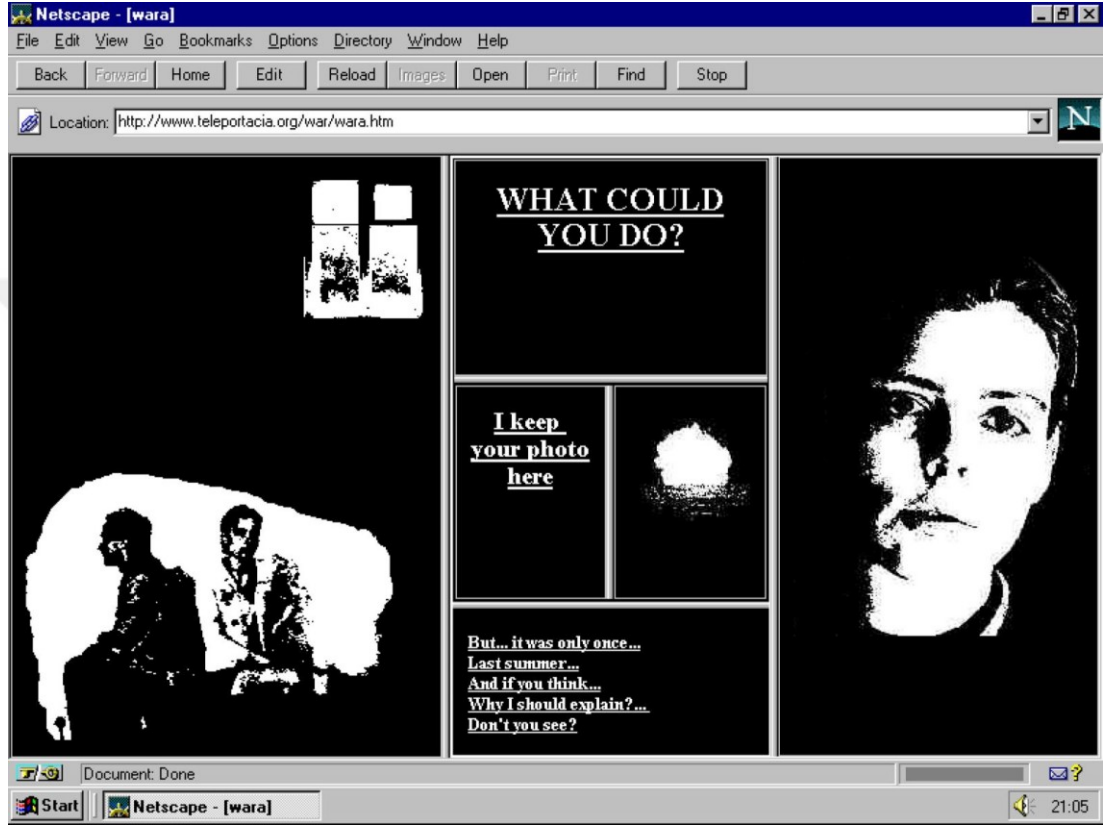 Netscape - [wara]
File Edit View Go Bookmarks Options Directory Window Help
Back Forward Home Edit Reload Images Open Print Find Stop
Location: http://www.teleportacia.org/war/wara.htm
N
WHAT COULD
YOU DO?
I keep
your photo
here
But... it was only once...
Last summer...
And if you think...
Why I should explain?...
Don't you see?
Document: Done
Start Netscape - [wara] 21:05